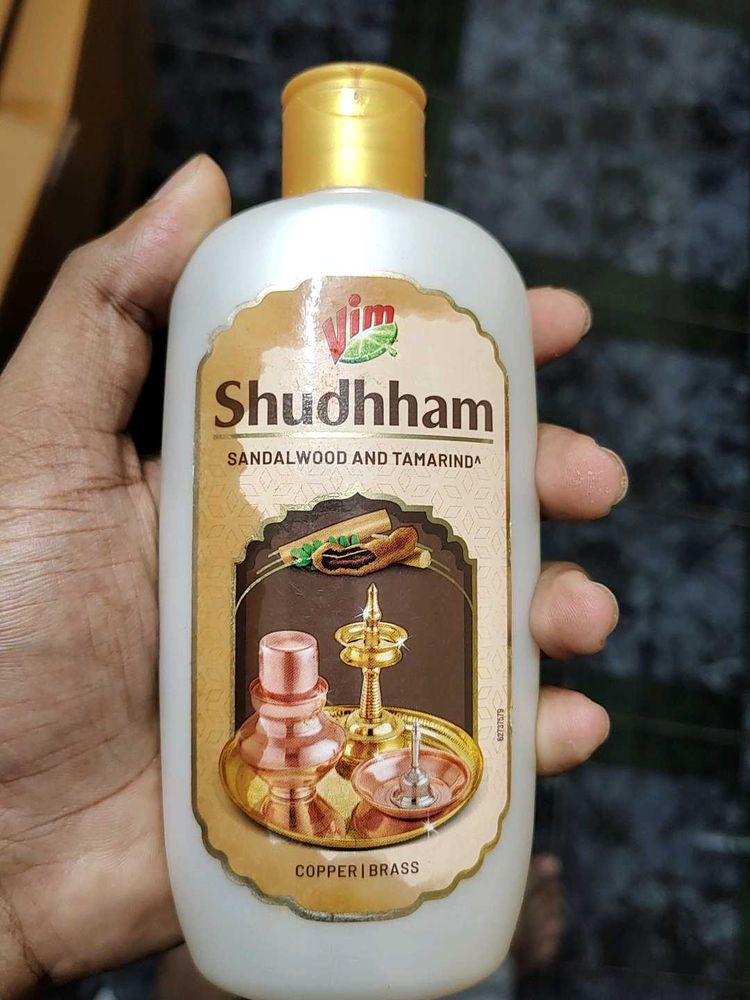 Vim
Shudhham
SANDALWOOD AND TAMARIND^
COPPER | BRASS